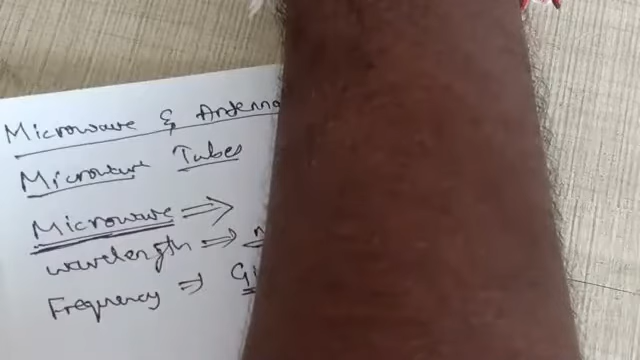 Microwave & Antenna
Microwave Tubes
Microwave ⇒
wavelength ⇒
Frequency ⇒